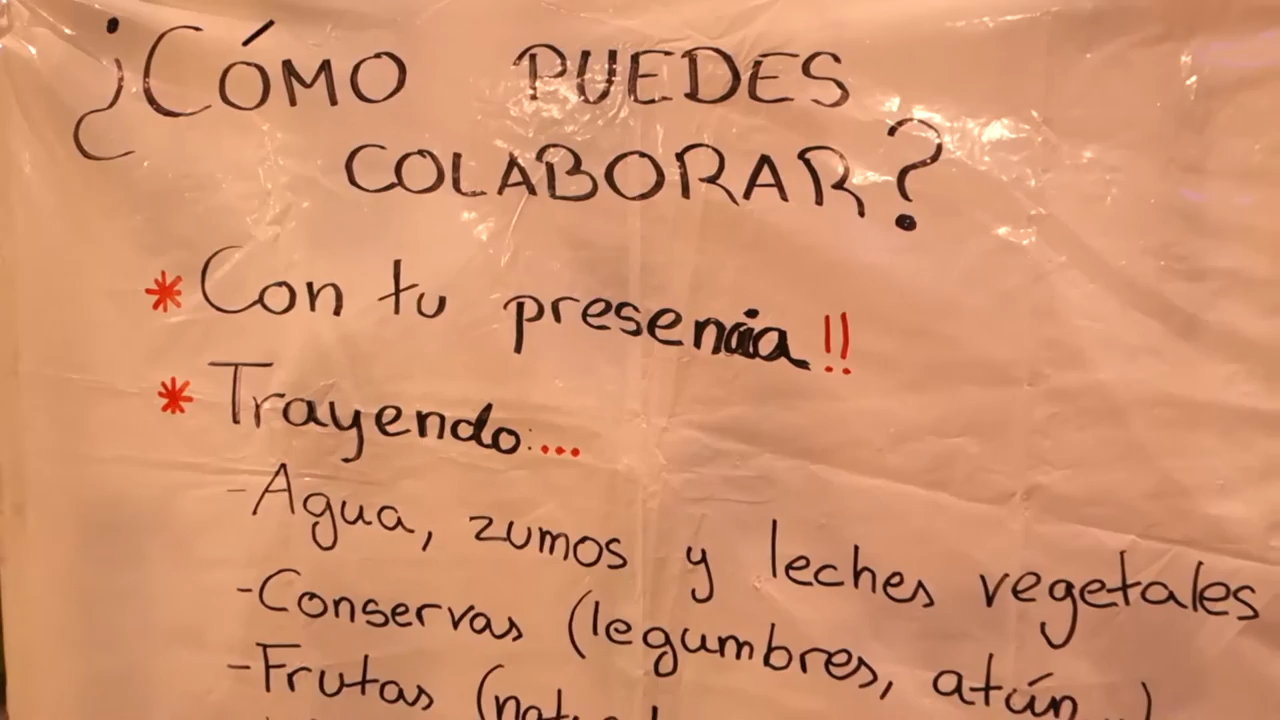 ¿CÓMO PUEDES
COLABORAR?
* Con tu presencia!!
* Trayendo:...
- Agua, zumos y leches vegetales
- Conservas (legumbres, atún...)
- Frutas